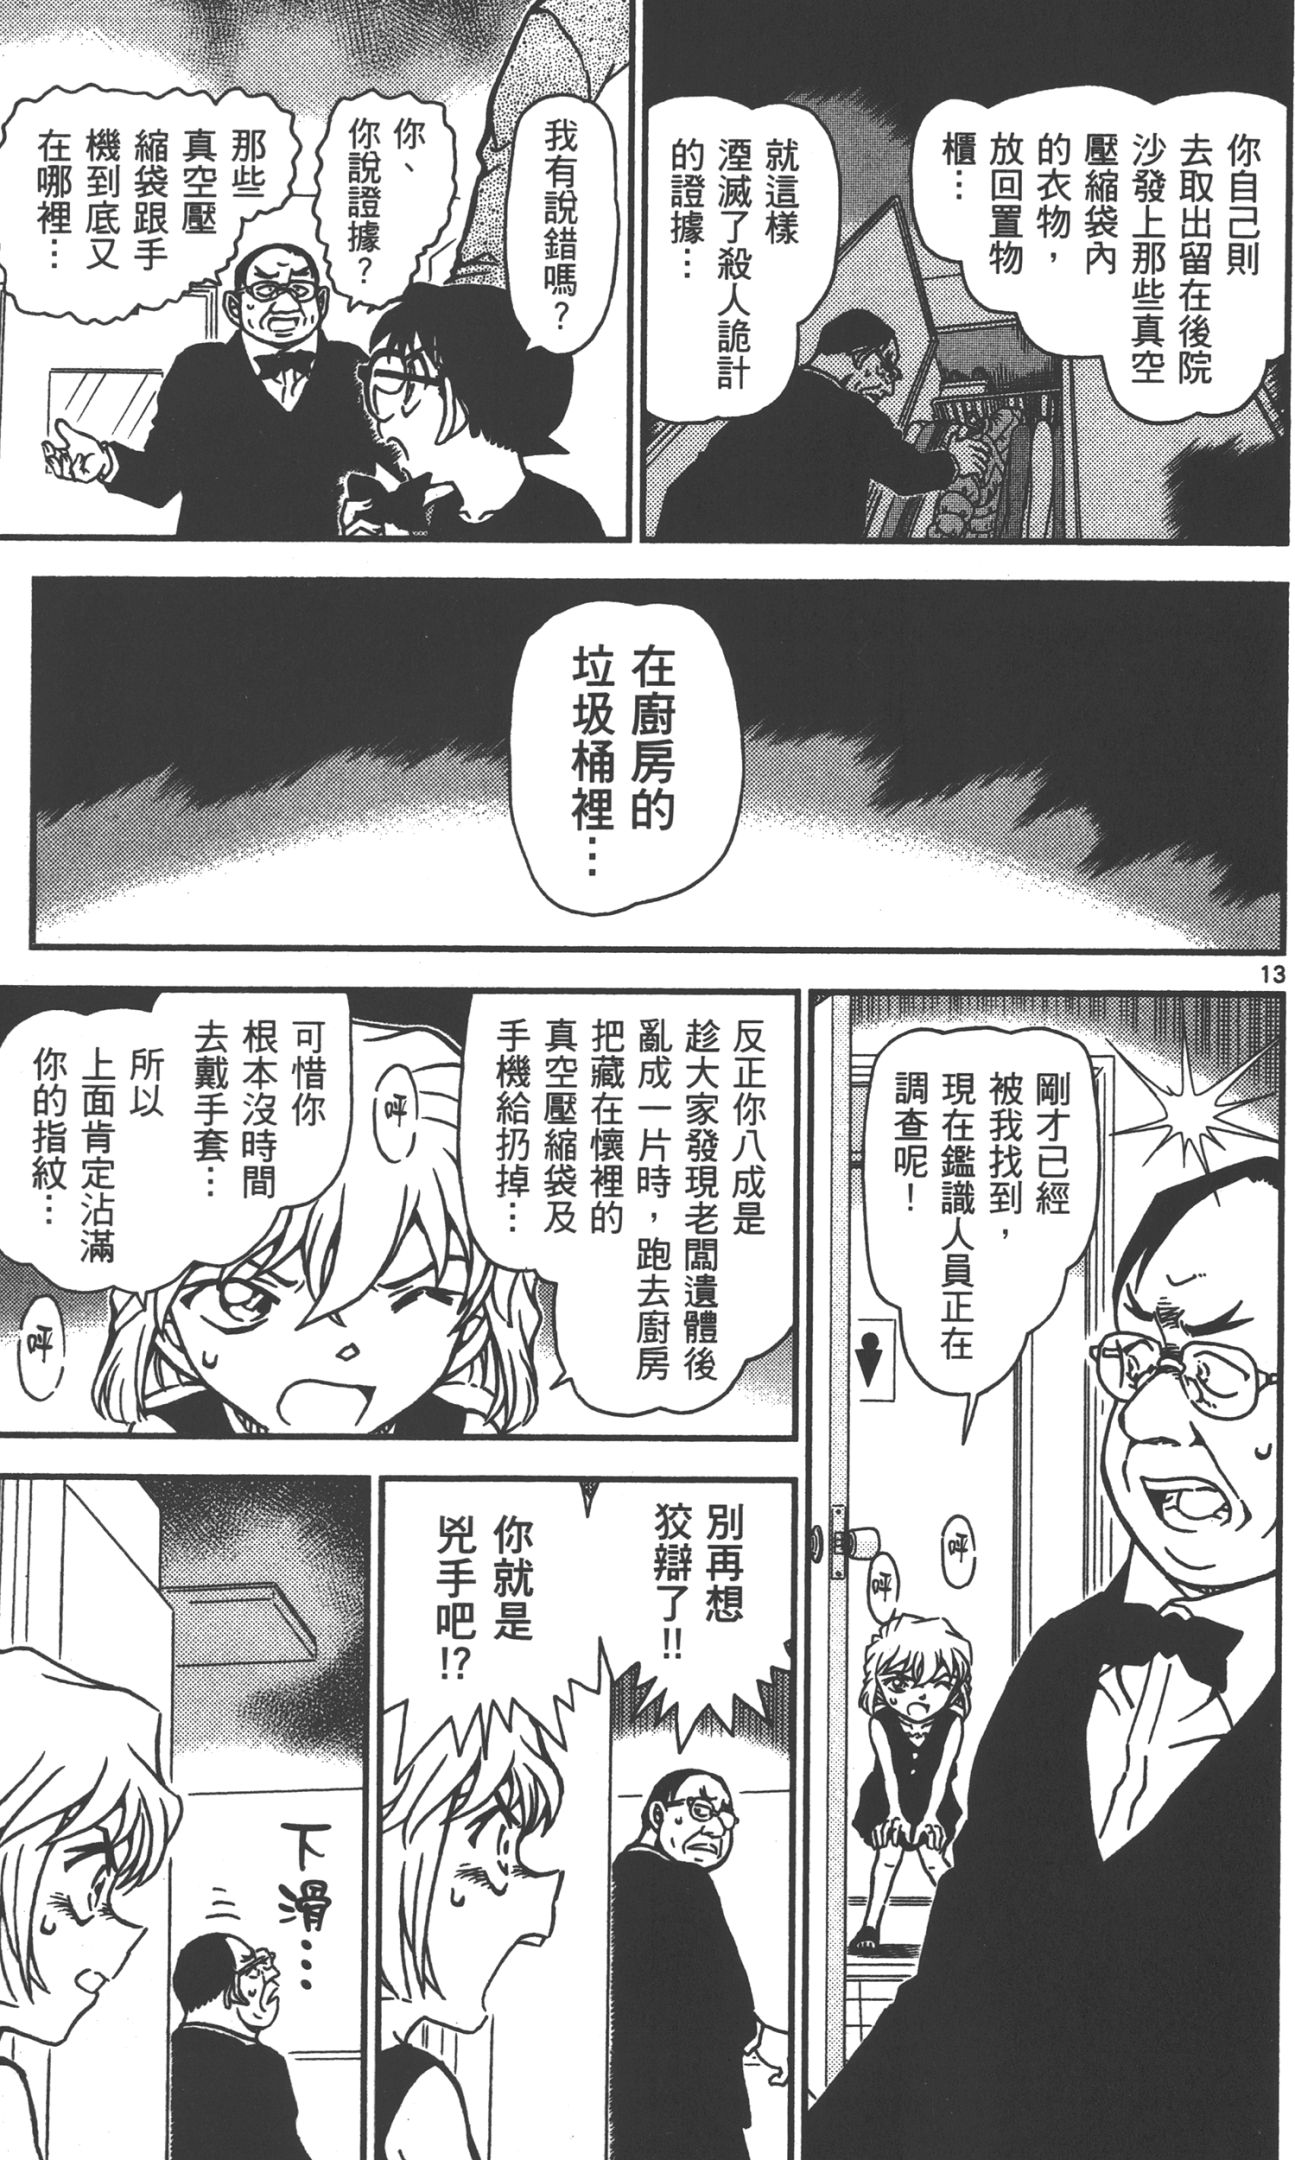 你自己則
去取出留在後院
沙發上那些真空
壓縮袋內
的衣物，
放回置物
櫃…
就這樣
湮滅了殺人詭計
的證據…
我有說錯嗎？
你、
你說證據？
那些
真空壓
縮袋跟手
機到底又
在哪裡…
在廚房的
垃圾桶裡…
13
剛才已經
被我找到，
現在鑑識人員正在
調查呢！
呼
呼
反正你八成是
趁大家發現老闆遺體後
亂成一片時，跑去廚房
把藏在懷裡的
真空壓縮袋及
手機給扔掉…
可惜你
根本沒時間
去戴手套…
所以
上面肯定沾滿
你的指紋…
呼
呼
別再想
狡辯了!!
你就是
兇手吧!?
下滑…